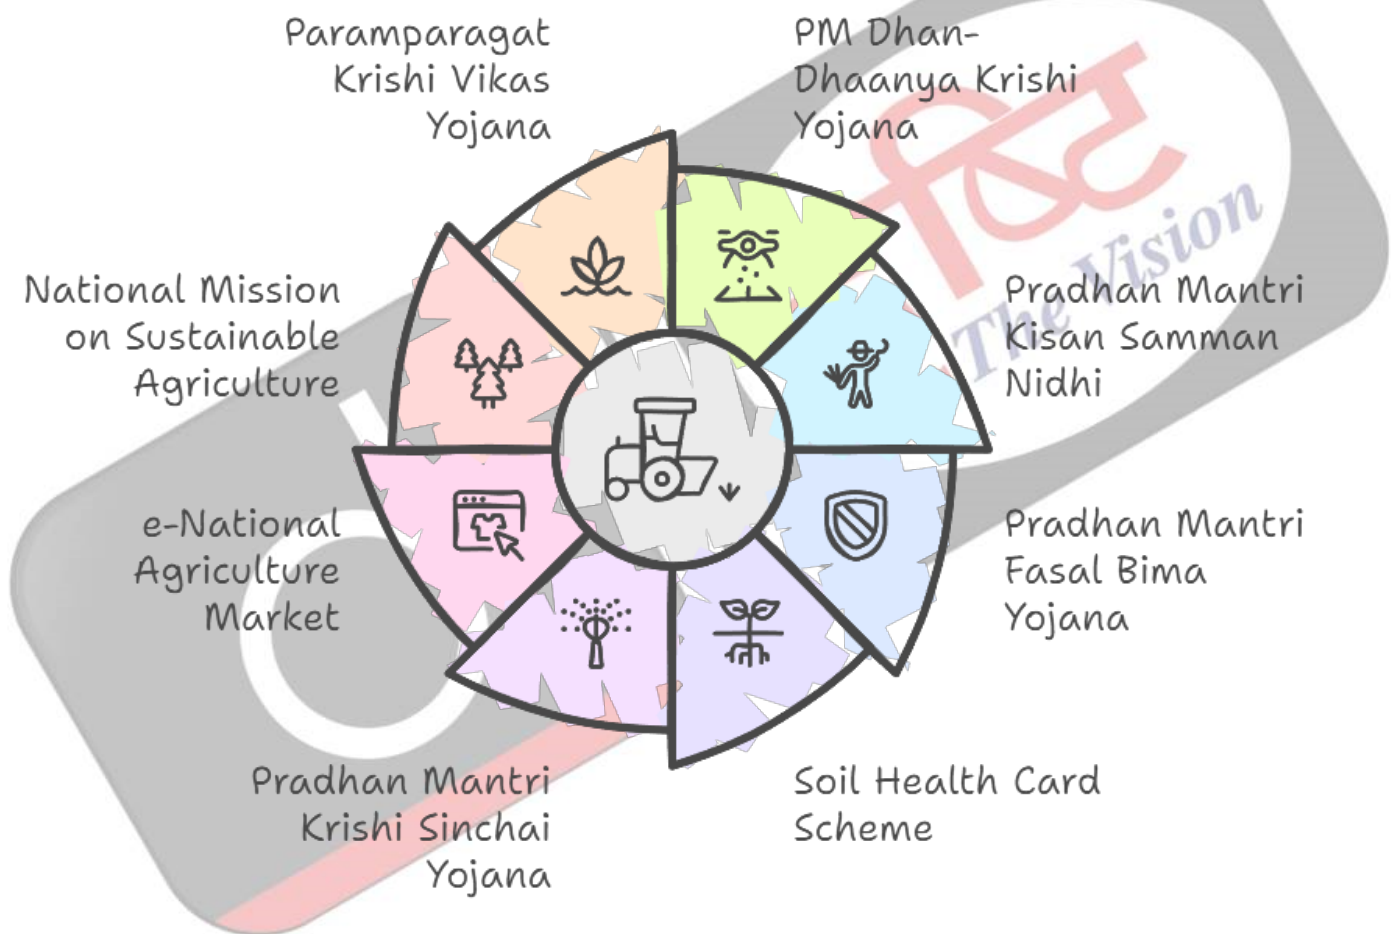 Paramparagat
Krishi Vikas
Yojana
PM Dhan-
Dhaanya Krishi
Yojana
National Mission
on Sustainable
Agriculture
Pradhan Mantri
Kisan Samman
Nidhi
e-National
Agriculture
Market
Pradhan Mantri
Fasal Bima
Yojana
Pradhan Mantri
Krishi Sinchai
Yojana
Soil Health Card
Scheme
The Vision